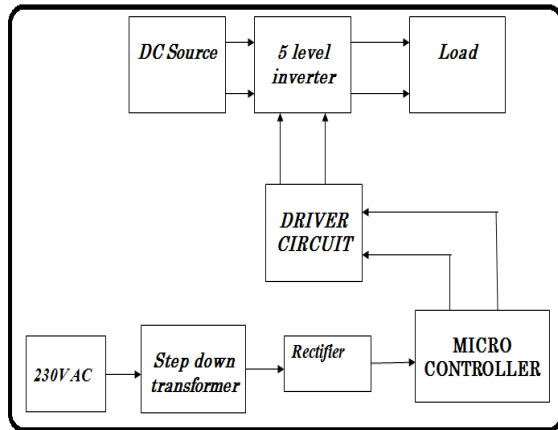 DC Source
5 level
inverter
Load
DRIVER
CIRCUIT
230V AC
Step down
transformer
Rectifier
MICRO
CONTROLLER